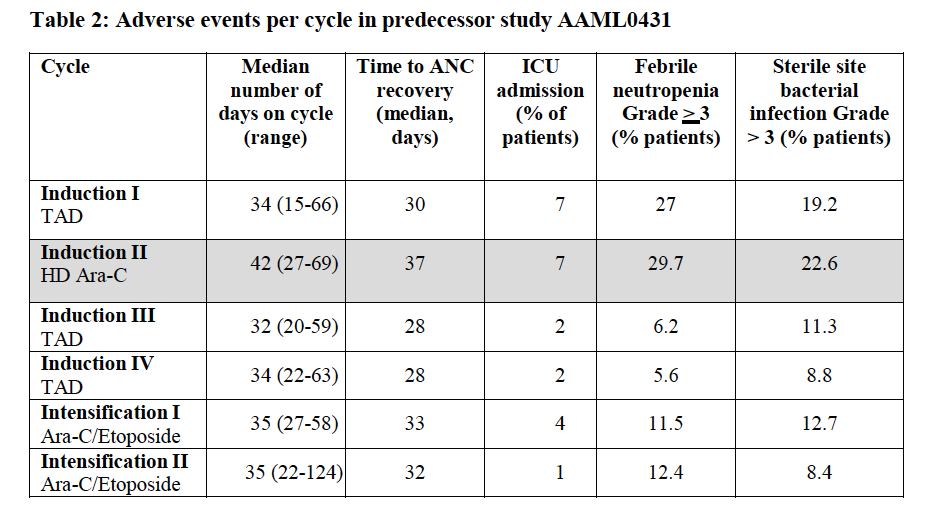 Table 2: Adverse events per cycle in predecessor study AAML0431
Cycle
Median
number of
days on cycle
(range)
Time to ANC
recovery
(median,
days)
ICU
admission
(% of
patients)
Febrile
neutropenia
Grade > 3
(% patients)
Sterile site
bacterial
infection Grade
> 3 (% patients)
Induction I
TAD
34 (15-66)
30
7
27
19.2
Induction II
HD Ara-C
42 (27-69)
37
7
29.7
22.6
Induction III
TAD
32 (20-59)
28
2
6.2
11.3
Induction IV
TAD
34 (22-63)
28
2
5.6
8.8
Intensification I
Ara-C/Etoposide
35 (27-58)
33
4
11.5
12.7
Intensification II
Ara-C/Etoposide
35 (22-124)
32
1
12.4
8.4